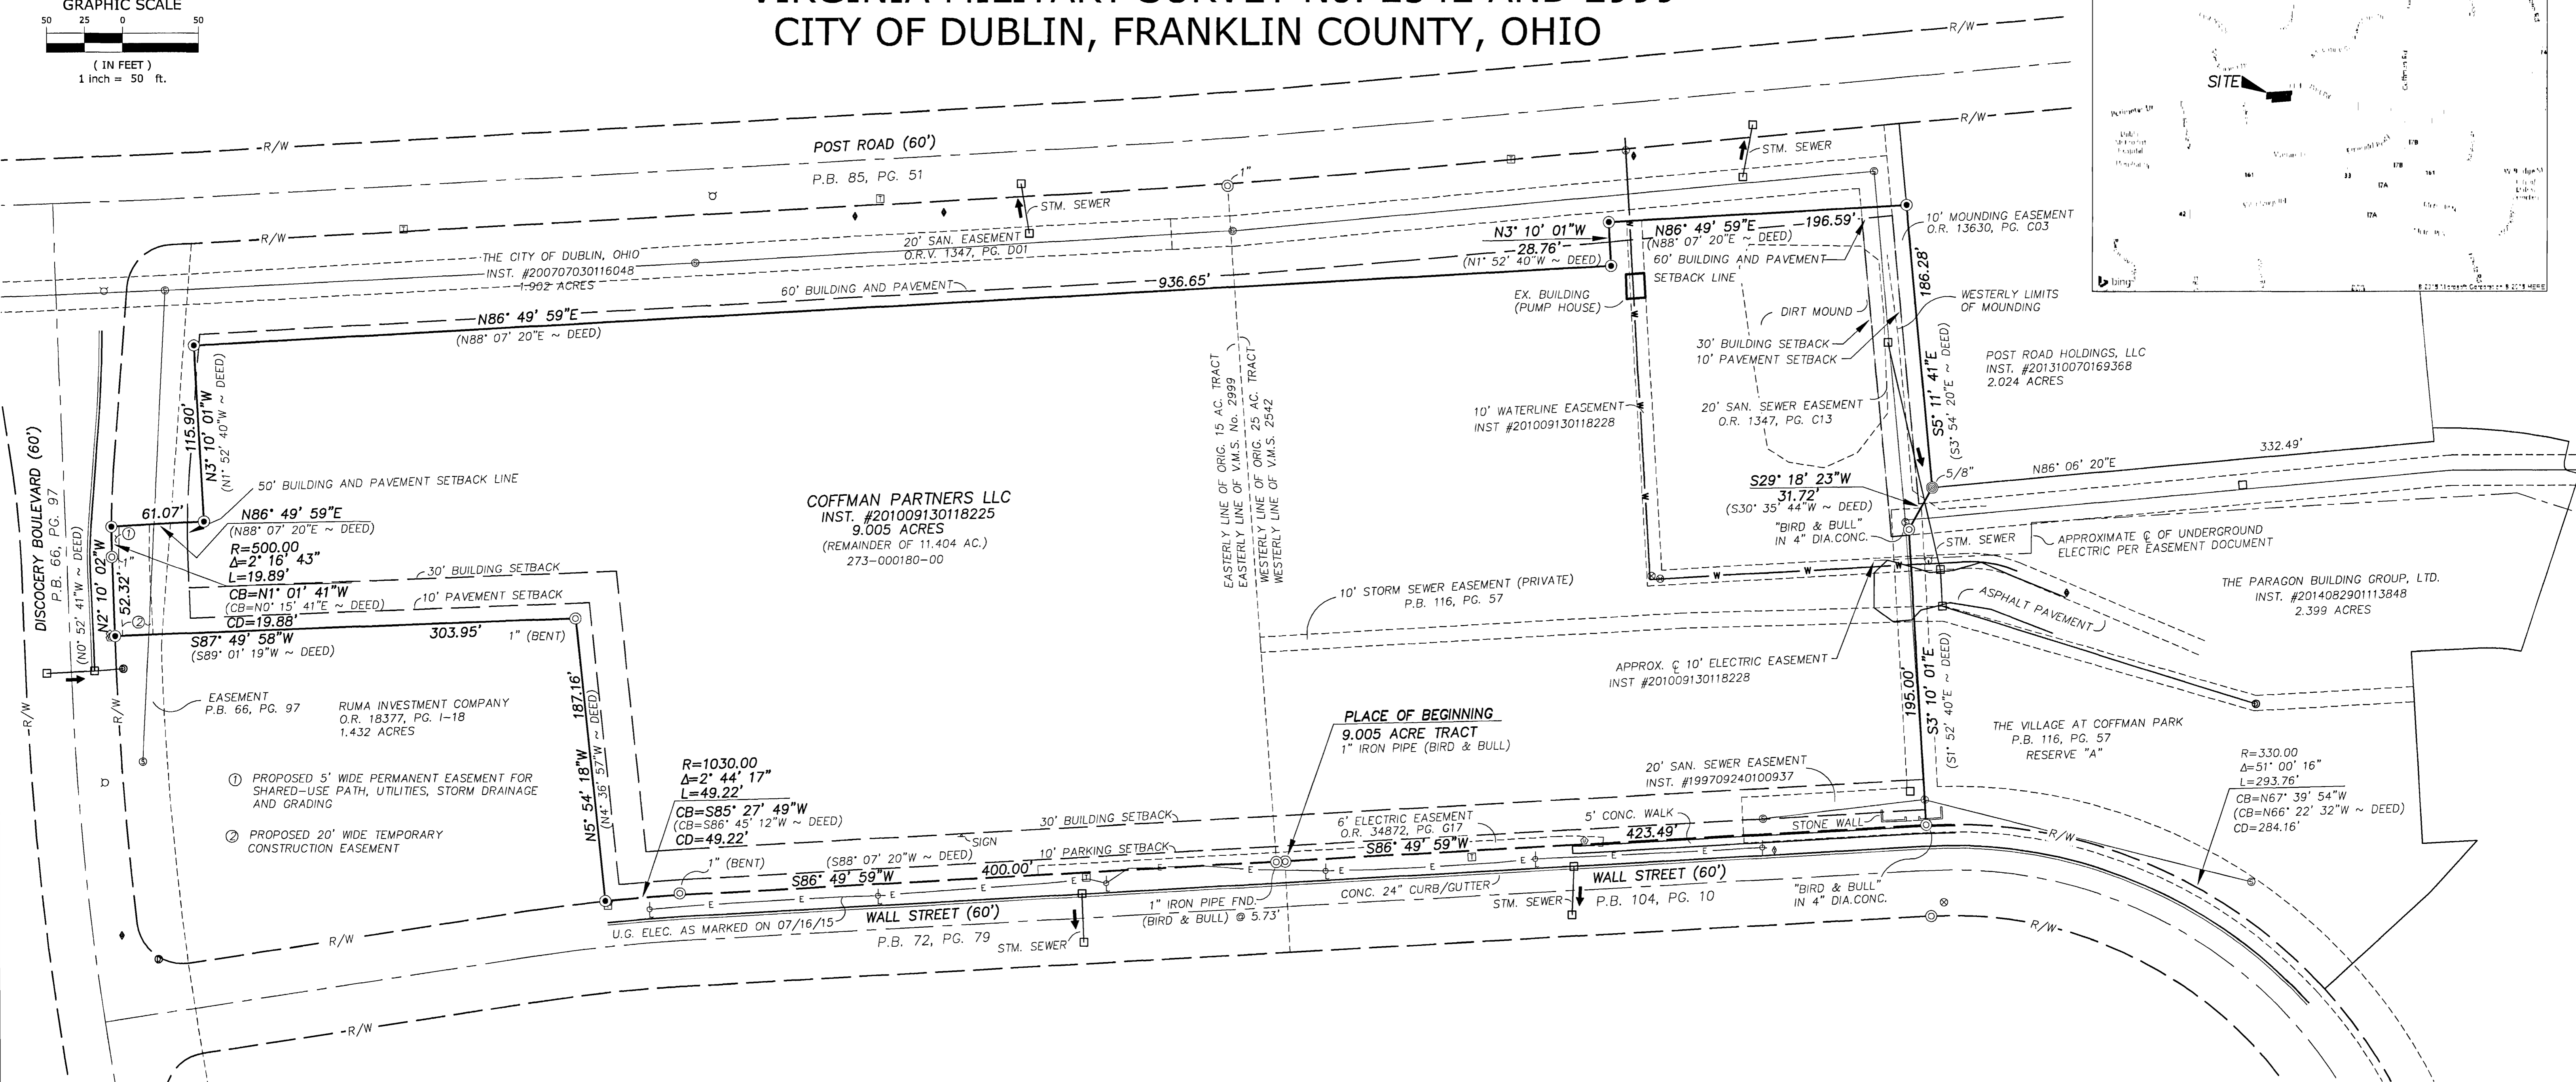 GRAPHIC SCALE
50 25 0 50
( IN FEET )
1 inch = 50 ft.
CITY OF DUBLIN, FRANKLIN COUNTY, OHIO
R/W
R/W
R/W
POST ROAD (60')
P.B. 85, PG. 51
STM. SEWER
STM. SEWER
1"
R/W
THE CITY OF DUBLIN, OHIO
INST. #200707030116048
1.902 ACRES
20' SAN. EASEMENT
O.R.V. 1347, PG. D01
60' BUILDING AND PAVEMENT
936.65'
N86° 49' 59"E
(N88° 07' 20"E ~ DEED)
N3° 10' 01"W
28.76'
(N1° 52' 40"W ~ DEED)
N86° 49' 59"E 196.59'
(N88° 07' 20"E ~ DEED)
60' BUILDING AND PAVEMENT
SETBACK LINE
EX. BUILDING
(PUMP HOUSE)
10' MOUNDING EASEMENT
O.R. 13630, PG. C03
186.28'
WESTERLY LIMITS
OF MOUNDING
DIRT MOUND
30' BUILDING SETBACK
10' PAVEMENT SETBACK
S5° 11' 41"E
(S3° 54' 20"E ~ DEED)
POST ROAD HOLDINGS, LLC
INST. #201310070169368
2.024 ACRES
SITE
bing
115.90'
N3° 10' 01"W
(N1° 52' 40"W ~ DEED)
50' BUILDING AND PAVEMENT SETBACK LINE
61.07'
N86° 49' 59"E
(N88° 07' 20"E ~ DEED)
R=500.00
Δ=2° 16' 43"
L=19.89'
CB=N1° 01' 41"W
(CB=N0° 15' 41"E ~ DEED)
CD=19.88'
1
1"
2
52.32'
N2° 10' 02"W
(N0° 52' 41"W ~ DEED)
DISCOVERY BOULEVARD (60')
P.B. 66, PG. 97
30' BUILDING SETBACK
10' PAVEMENT SETBACK
303.95'
S87° 49' 58"W
(S89° 01' 19"W ~ DEED)
1" (BENT)
COFFMAN PARTNERS LLC
INST. #201009130118225
9.005 ACRES
(REMAINDER OF 11.404 AC.)
273-000180-00
EASTERLY LINE OF ORIG. 15 AC. TRACT
EASTERLY LINE OF V.M.S. No. 2999
WESTERLY LINE OF ORIG. 25 AC. TRACT
WESTERLY LINE OF V.M.S. 2542
10' WATERLINE EASEMENT
INST #201009130118228
20' SAN. SEWER EASEMENT
O.R. 1347, PG. C13
S29° 18' 23"W
31.72'
(S30° 35' 44"W ~ DEED)
"BIRD & BULL"
IN 4" DIA.CONC.
5/8"
N86° 06' 20"E
332.49'
STM. SEWER
APPROXIMATE ℄ OF UNDERGROUND
ELECTRIC PER EASEMENT DOCUMENT
ASPHALT PAVEMENT
THE PARAGON BUILDING GROUP, LTD.
INST. #2014082901113848
2.399 ACRES
10' STORM SEWER EASEMENT (PRIVATE)
P.B. 116, PG. 57
APPROX. ℄ 10' ELECTRIC EASEMENT
INST #201009130118228
195.00'
S3° 10' 01"E
(S1° 52' 40"E ~ DEED)
THE VILLAGE AT COFFMAN PARK
P.B. 116, PG. 57
RESERVE "A"
R=330.00
Δ=51° 00' 16"
L=293.76'
CB=N67° 39' 54"W
(CB=N66° 22' 32"W ~ DEED)
CD=284.16'
EASEMENT
P.B. 66, PG. 97
RUMA INVESTMENT COMPANY
O.R. 18377, PG. I-18
1.432 ACRES
1 PROPOSED 5' WIDE PERMANENT EASEMENT FOR
SHARED-USE PATH, UTILITIES, STORM DRAINAGE
AND GRADING
2 PROPOSED 20' WIDE TEMPORARY
CONSTRUCTION EASEMENT
187.16'
N5° 54' 18"W
(N4° 36' 57"W ~ DEED)
R=1030.00
Δ=2° 44' 17"
L=49.22'
CB=S85° 27' 49"W
(CB=S86° 45' 12"W ~ DEED)
CD=49.22'
PLACE OF BEGINNING
9.005 ACRE TRACT
1" IRON PIPE (BIRD & BULL)
20' SAN. SEWER EASEMENT
INST. #199709240100937
30' BUILDING SETBACK
SIGN
6' ELECTRIC EASEMENT
O.R. 34872, PG. G17
5' CONC. WALK
STONE WALL
423.49'
S86° 49' 59"W
1" (BENT)
(S88° 07' 20"W ~ DEED)
10' PARKING SETBACK
S86° 49' 59"W
400.00'
CONC. 24" CURB/GUTTER
1" IRON PIPE FND.
(BIRD & BULL) @ 5.73'
U.G. ELEC. AS MARKED ON 07/16/15
WALL STREET (60')
P.B. 72, PG. 79
STM. SEWER
STM. SEWER
WALL STREET (60')
P.B. 104, PG. 10
"BIRD & BULL"
IN 4" DIA.CONC.
R/W
R/W
R/W
R/W
R/W
R/W